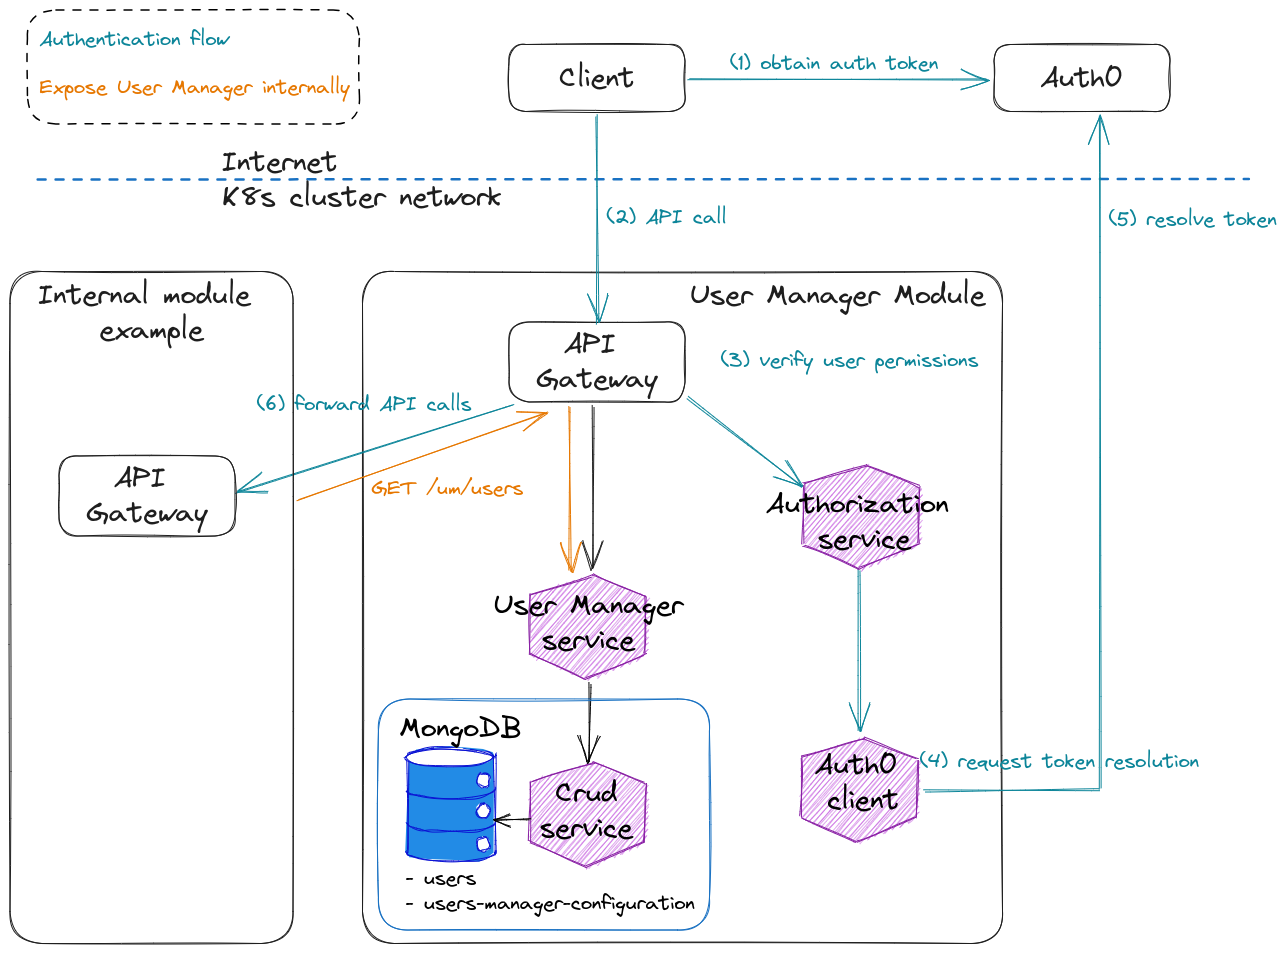 Authentication flow
Expose User Manager internally
Client
(1) obtain auth token
Auth0
Internet
K8s cluster network
(2) API call
(5) resolve token
Internal module
example
User Manager Module
API
Gateway
(3) verify user permissions
(6) forward API calls
GET /um/users
API
Gateway
Authorization
service
User Manager
service
MongoDB
Crud
service
Auth0
client
(4) request token resolution
- users
- users-manager-configuration